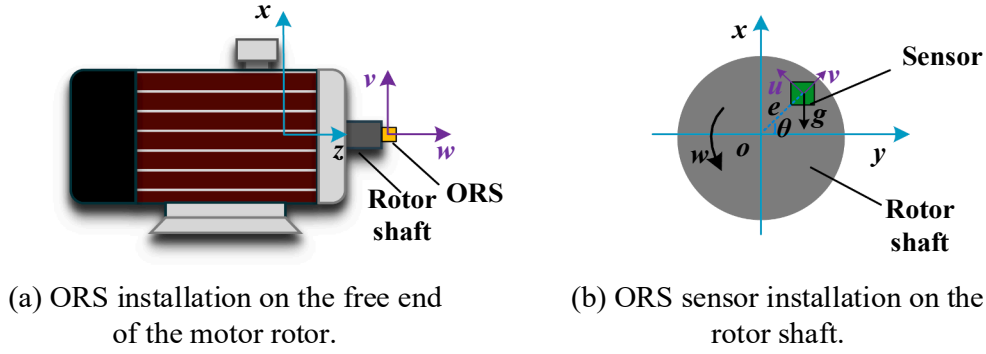 x
v
z
w
Rotor
shaft
ORS
x
Sensor
u
v
e
g
θ
w
o
y
Rotor
shaft
(a) ORS installation on the free end
of the motor rotor.
(b) ORS sensor installation on the
rotor shaft.